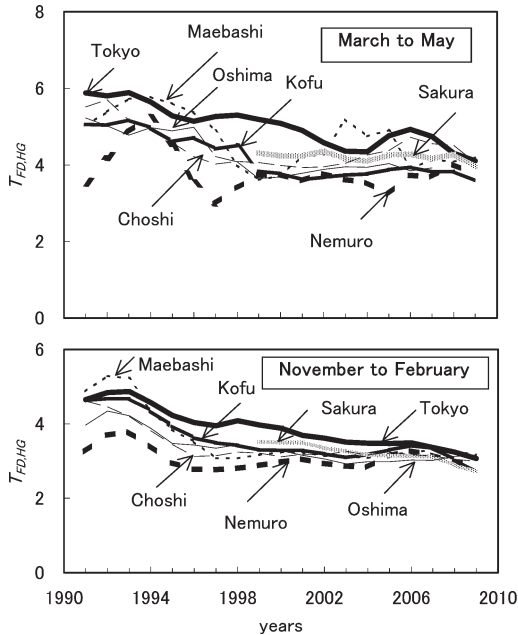 8
6
4
2
0
T_FD,HG
March to May
Maebashi
Tokyo
Oshima
Kofu
Sakura
Choshi
Nemuro
6
4
2
0
T_FD,HG
November to February
Maebashi
Kofu
Sakura
Tokyo
Choshi
Nemuro
Oshima
1990 1994 1998 2002 2006 2010
years